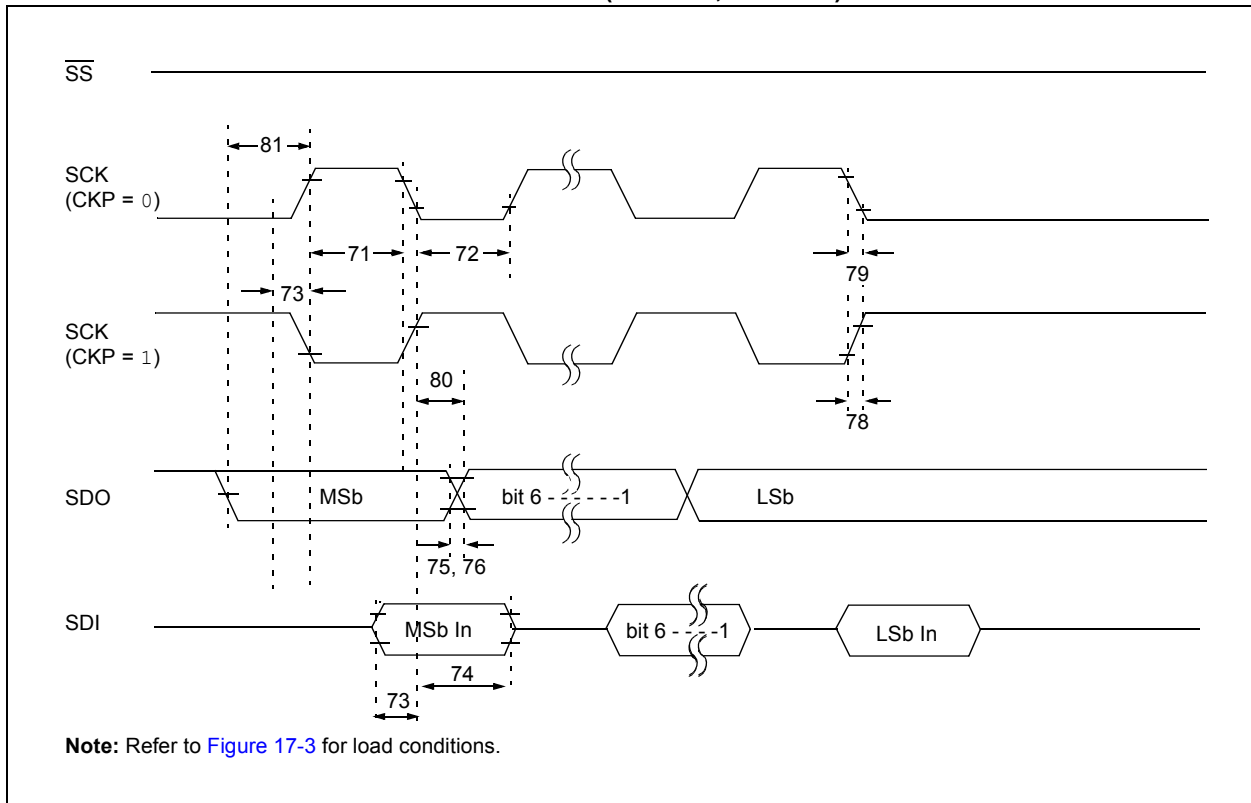 SS
81
SCK
(CKP = 0)
71
72
79
73
SCK
(CKP = 1)
80
78
SDO
MSb
bit 6 - - - - - -1
LSb
75, 76
SDI
MSb In
bit 6 - - - - -1
LSb In
74
73
Note: Refer to Figure 17-3 for load conditions.